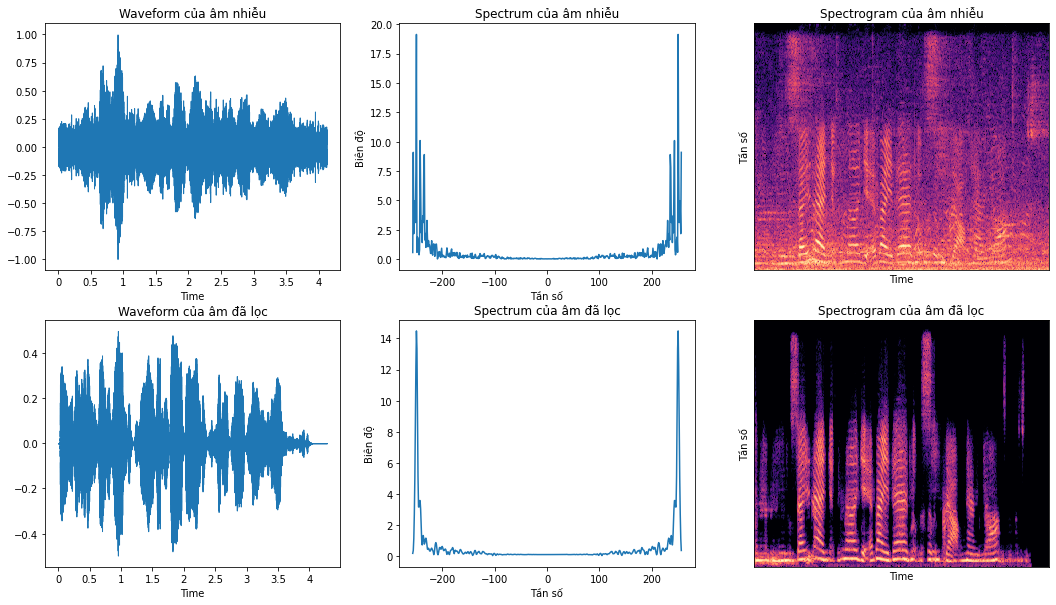 Waveform của âm nhiễu
1.00
0.75
0.50
0.25
0.00
−0.25
−0.50
−0.75
−1.00
0 0.5 1 1.5 2 2.5 3 3.5 4
Time
Spectrum của âm nhiễu
Biên độ
20.0
17.5
15.0
12.5
10.0
7.5
5.0
2.5
0.0
−200 −100 0 100 200
Tần số
Spectrogram của âm nhiễu
Tần số
Time
Waveform của âm đã lọc
0.4
0.2
0.0
−0.2
−0.4
0 0.5 1 1.5 2 2.5 3 3.5 4
Time
Spectrum của âm đã lọc
Biên độ
14
12
10
8
6
4
2
0
−200 −100 0 100 200
Tần số
Spectrogram của âm đã lọc
Tần số
Time